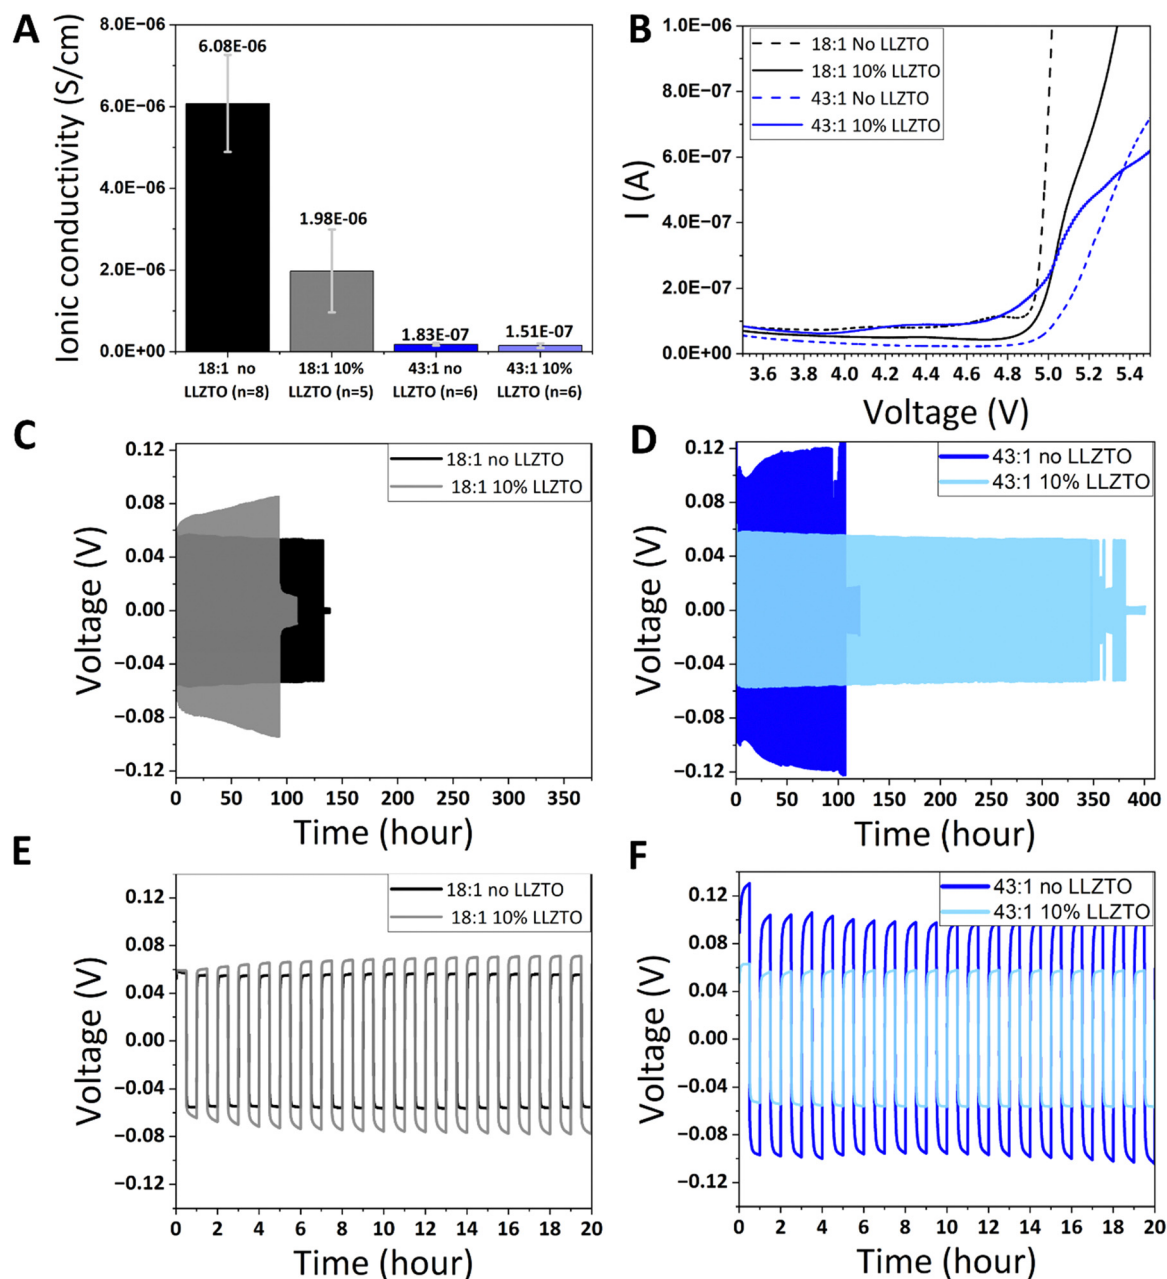 A
Ionic conductivity (S/cm)
8.0E−06
6.0E−06
4.0E−06
2.0E−06
0.0E+00
6.08E-06
1.98E-06
1.83E-07
1.51E-07
18:1 no
LLZTO (n=8)
18:1 10%
LLZTO (n=5)
43:1 no
LLZTO (n=6)
43:1 10%
LLZTO (n=6)
B
I (A)
1.0E−06
8.0E−07
6.0E−07
4.0E−07
2.0E−07
0.0E+00
18:1 No LLZTO
18:1 10% LLZTO
43:1 No LLZTO
43:1 10% LLZTO
3.6 3.8 4.0 4.2 4.4 4.6 4.8 5.0 5.2 5.4
Voltage (V)
C
Voltage (V)
0.12
0.08
0.04
0.00
−0.04
−0.08
−0.12
18:1 no LLZTO
18:1 10% LLZTO
0 50 100 150 200 250 300 350
Time (hour)
D
Voltage (V)
0.12
0.08
0.04
0.00
−0.04
−0.08
−0.12
43:1 no LLZTO
43:1 10% LLZTO
0 50 100 150 200 250 300 350 400
Time (hour)
E
Voltage (V)
0.12
0.08
0.04
0.00
−0.04
−0.08
−0.12
18:1 no LLZTO
18:1 10% LLZTO
0 2 4 6 8 10 12 14 16 18 20
Time (hour)
F
Voltage (V)
0.12
0.08
0.04
0.00
−0.04
−0.08
−0.12
43:1 no LLZTO
43:1 10% LLZTO
0 2 4 6 8 10 12 14 16 18 20
Time (hour)